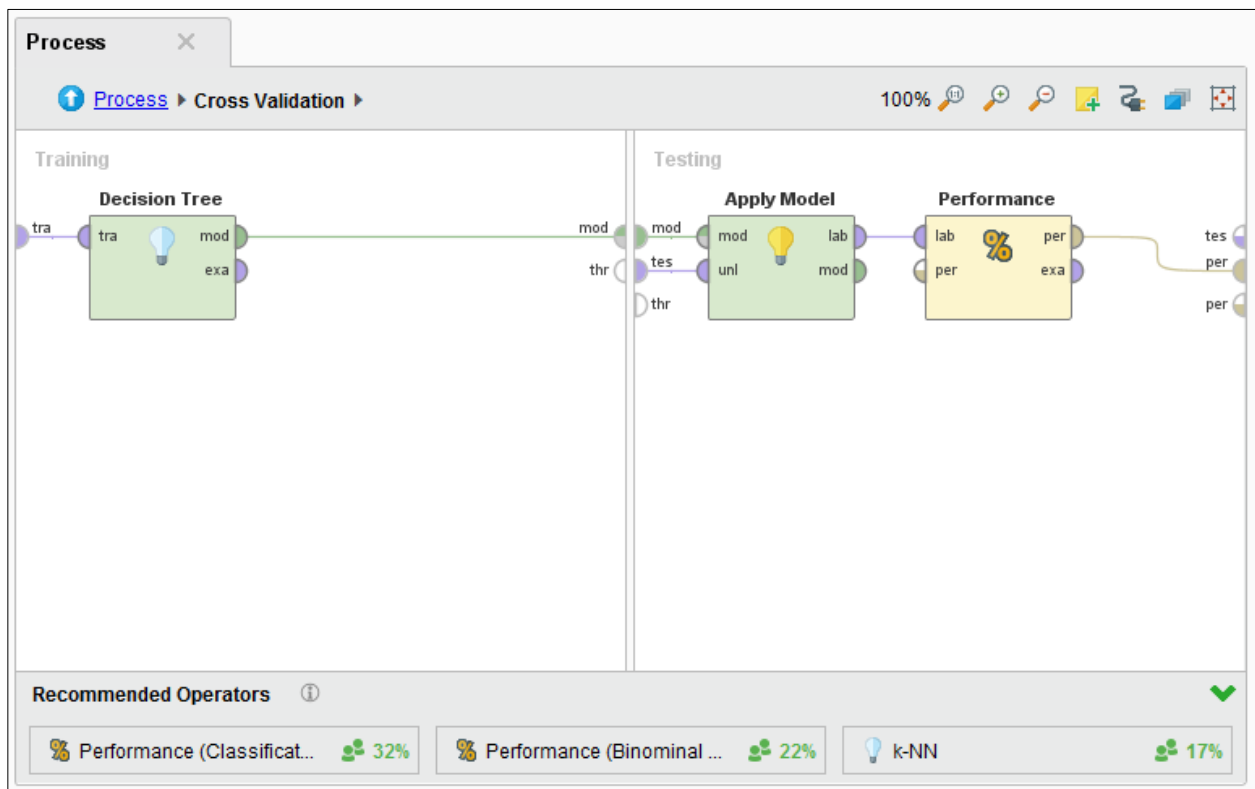 Process
Process Cross Validation
100%
Training
Testing
Decision Tree
Apply Model
Performance
tra
tra
mod
exa
mod
thr
mod
tes
thr
mod
unl
lab
mod
lab
per
per
exa
tes
per
per
Recommended Operators
Performance (Classificat... 32%
Performance (Binominal ... 22%
k-NN 17%